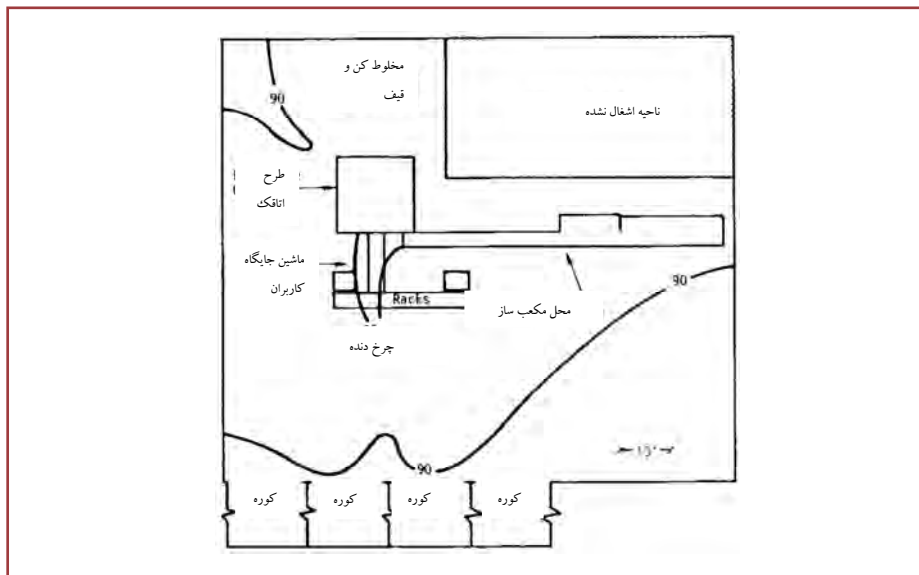 مخلوط کن و
قیف
ناحیه اشغال نشده
90
طرح
اتاقک
ماشین جایگاه
کاربران
Racks
90
محل مکعب ساز
چرخ دنده
90
کوره
کوره
کوره
کوره